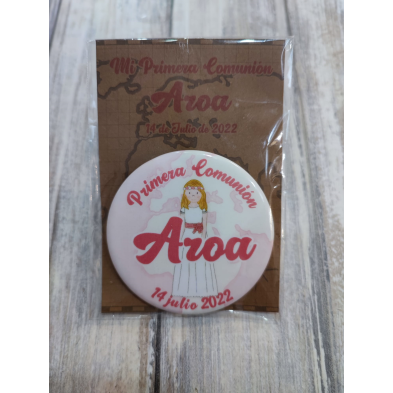 Mi Primera Comunión
Aroa
14 de Julio de 2022
Primera Comunión
Aroa
14 julio 2022